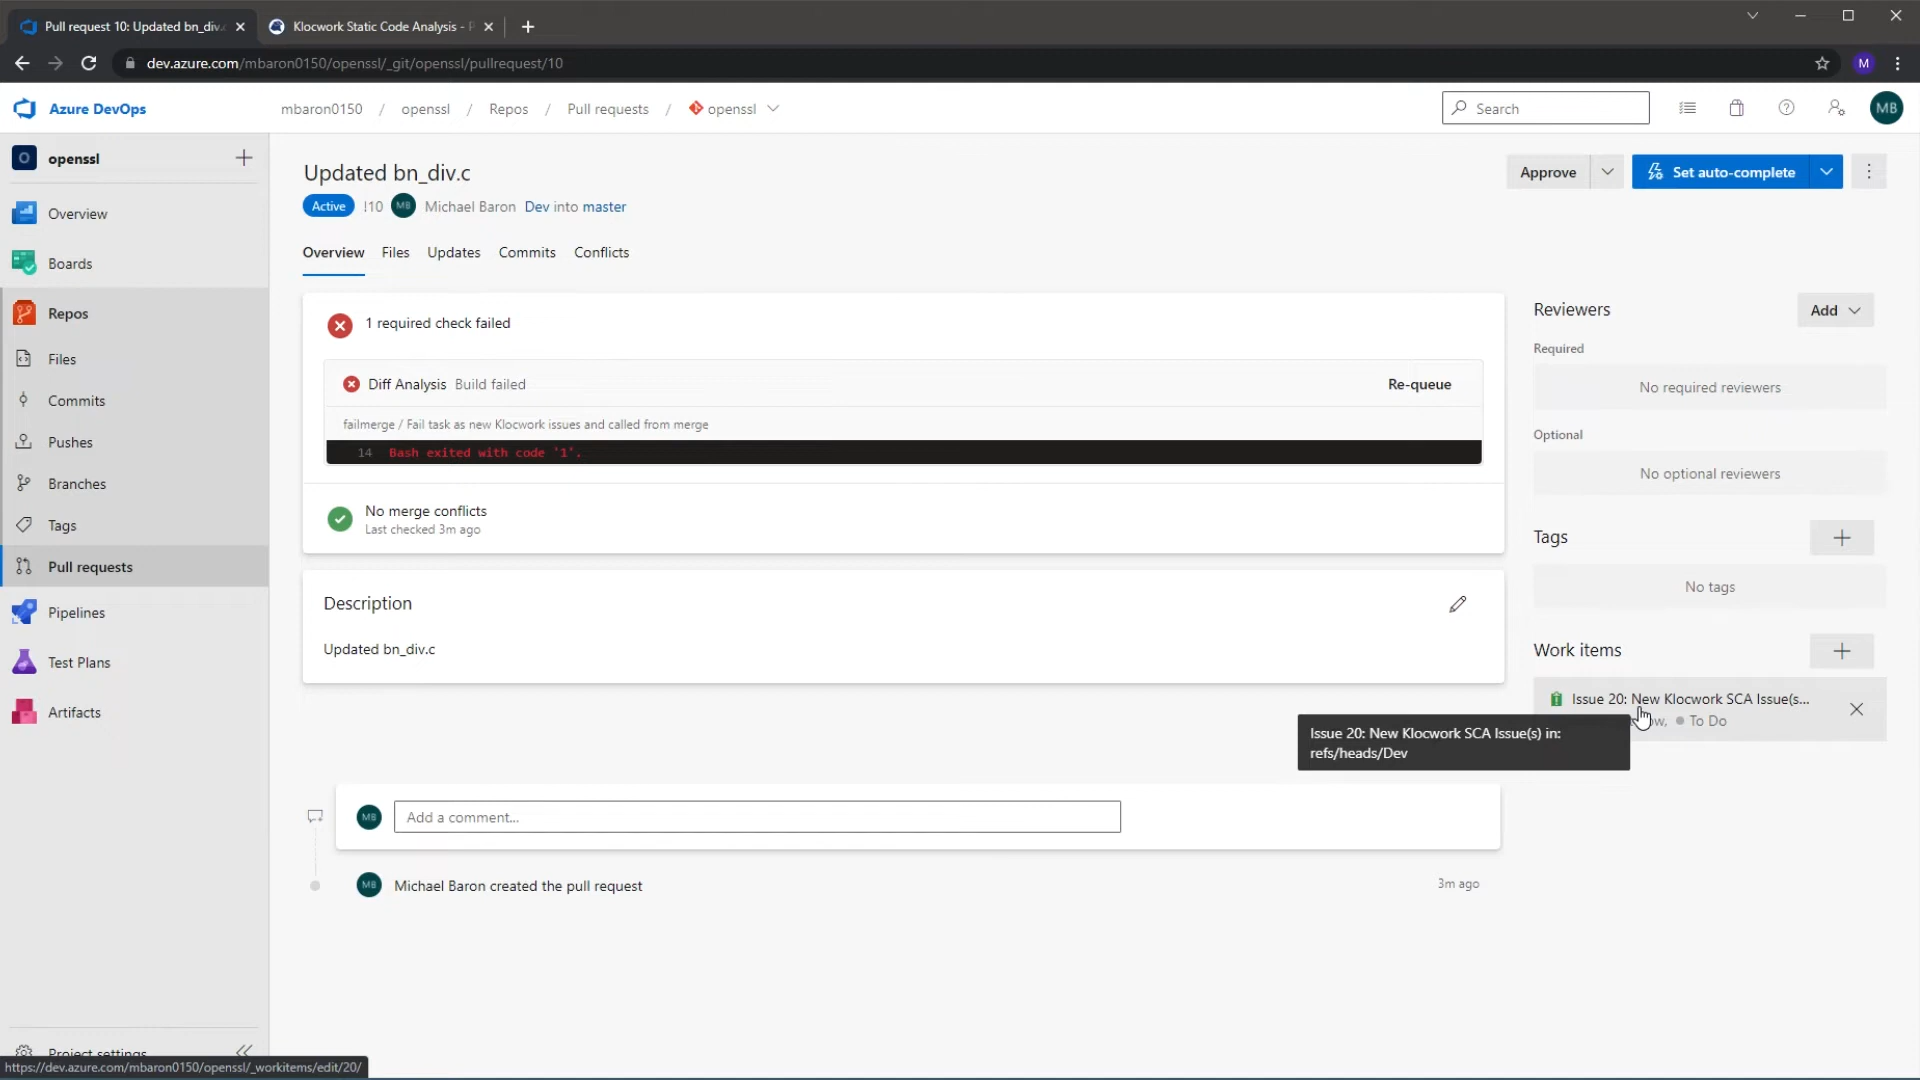 Pull request 10: Updated bn_div.c
Klocwork Static Code Analysis - P
dev.azure.com/mbaron0150/openssl/_git/openssl/pullrequest/10
M
Azure DevOps
mbaron0150 / openssl / Repos / Pull requests / openssl
Search
MB
O openssl
Overview
Boards
Repos
Files
Commits
Pushes
Branches
Tags
Pull requests
Pipelines
Test Plans
Artifacts
Project settings
https://dev.azure.com/mbaron0150/openssl/_workitems/edit/20/
Updated bn_div.c
Approve
Set auto-complete
Active !10 MB Michael Baron Dev into master
Overview Files Updates Commits Conflicts
1 required check failed
Diff Analysis Build failed
Re-queue
failmerge / Fail task as new Klocwork issues and called from merge
14 Bash exited with code '1'.
No merge conflicts
Last checked 3m ago
Description
Updated bn_div.c
MB Add a comment...
MB Michael Baron created the pull request
3m ago
Reviewers
Add
Required
No required reviewers
Optional
No optional reviewers
Tags
No tags
Work items
Issue 20: New Klocwork SCA Issue(s...
To Do
Issue 20: New Klocwork SCA Issue(s) in:
refs/heads/Dev